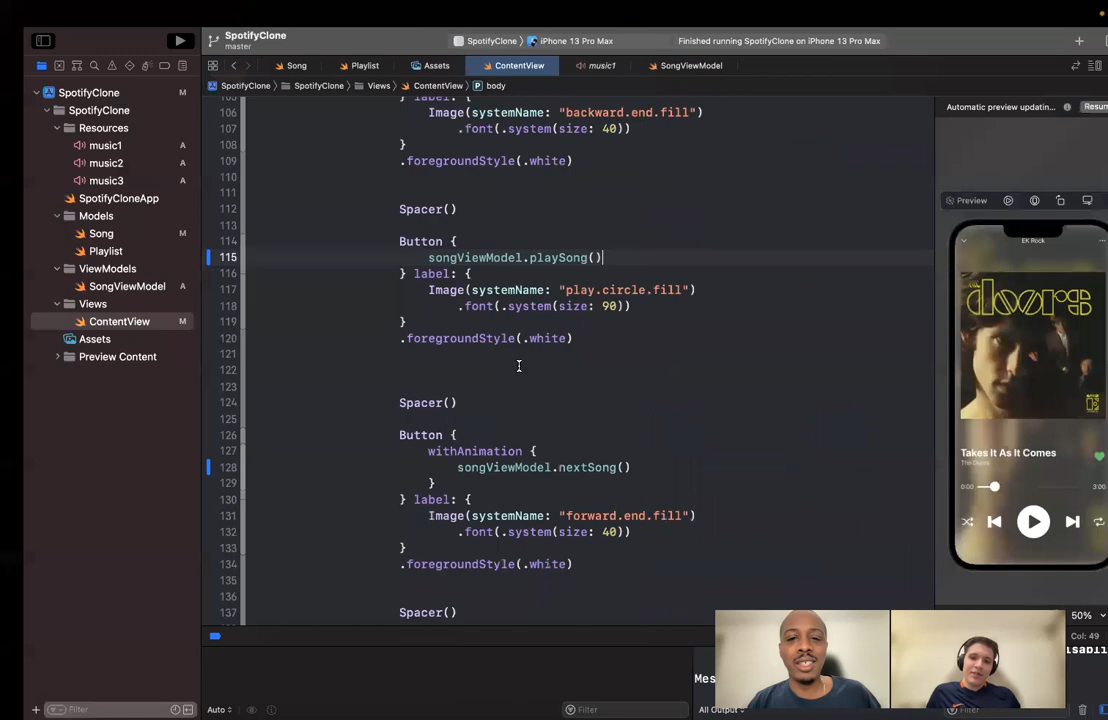 SpotifyClone
master
SpotifyClone 〉 iPhone 13 Pro Max
Finished running SpotifyClone on iPhone 13 Pro Max
Song
Playlist
Assets
ContentView
music1
SongViewModel
SpotifyClone 〉 SpotifyClone 〉 Views 〉 ContentView 〉 P body
SpotifyClone M
SpotifyClone
Resources
music1 A
music2 A
music3 A
SpotifyCloneApp
Models
Song M
Playlist
ViewModels
SongViewModel A
Views
ContentView M
Assets
Preview Content
Filter
} label: {
106 Image(systemName: "backward.end.fill")
107 .font(.system(size: 40))
108 }
109 .foregroundStyle(.white)
110
111
112 Spacer()
113
114 Button {
115 songViewModel.playSong()
116 } label: {
117 Image(systemName: "play.circle.fill")
118 .font(.system(size: 90))
119 }
120 .foregroundStyle(.white)
121
122
123
124 Spacer()
125
126 Button {
127 withAnimation {
128 songViewModel.nextSong()
129 }
130 } label: {
131 Image(systemName: "forward.end.fill")
132 .font(.system(size: 40))
133 }
134 .foregroundStyle(.white)
135
136
137 Spacer()
Automatic preview updatin...
Resum
Preview
EK Rock
the doors
Takes It As It Comes
The Doors
0:00
3:00
50%
Col: 49
Mes
Auto
Filter
All Output
Filter